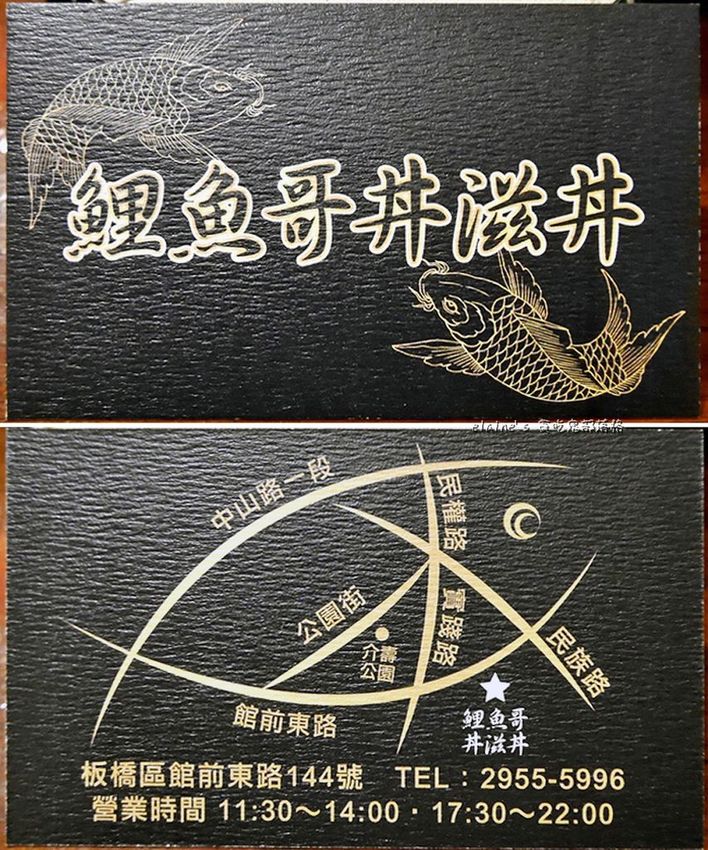 鯉魚哥丼滋丼
中山路一段
民權路
公園街
實踐路
介壽
公園
民族路
館前東路
鯉魚哥
丼滋丼
板橋區館前東路144號 TEL：2955-5996
營業時間 11:30～14:00・17:30～22:00